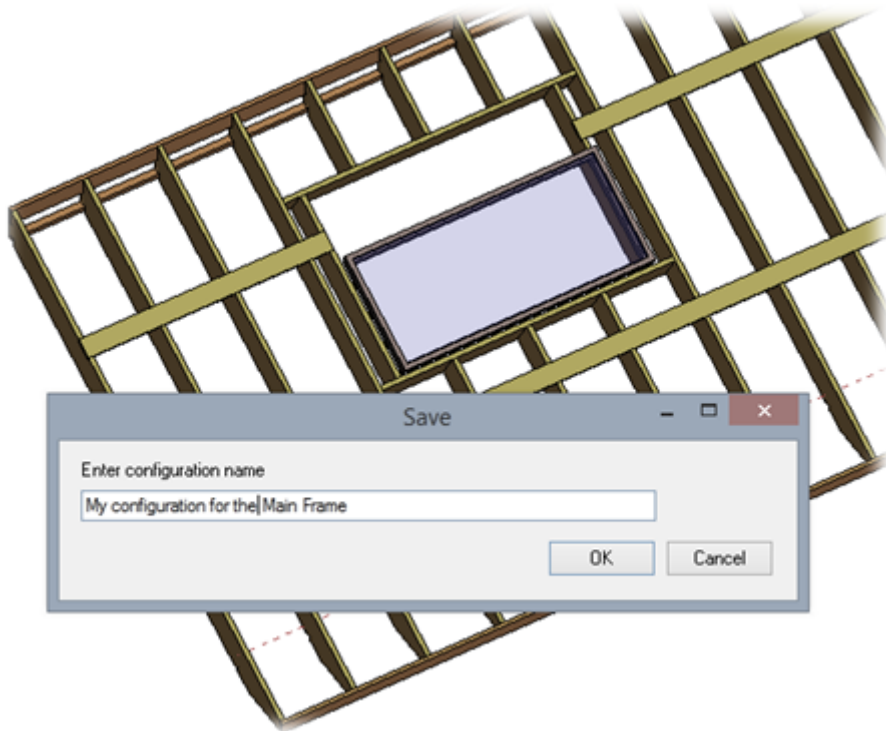 Save
Enter configuration name
My configuration for the Main Frame
OK
Cancel